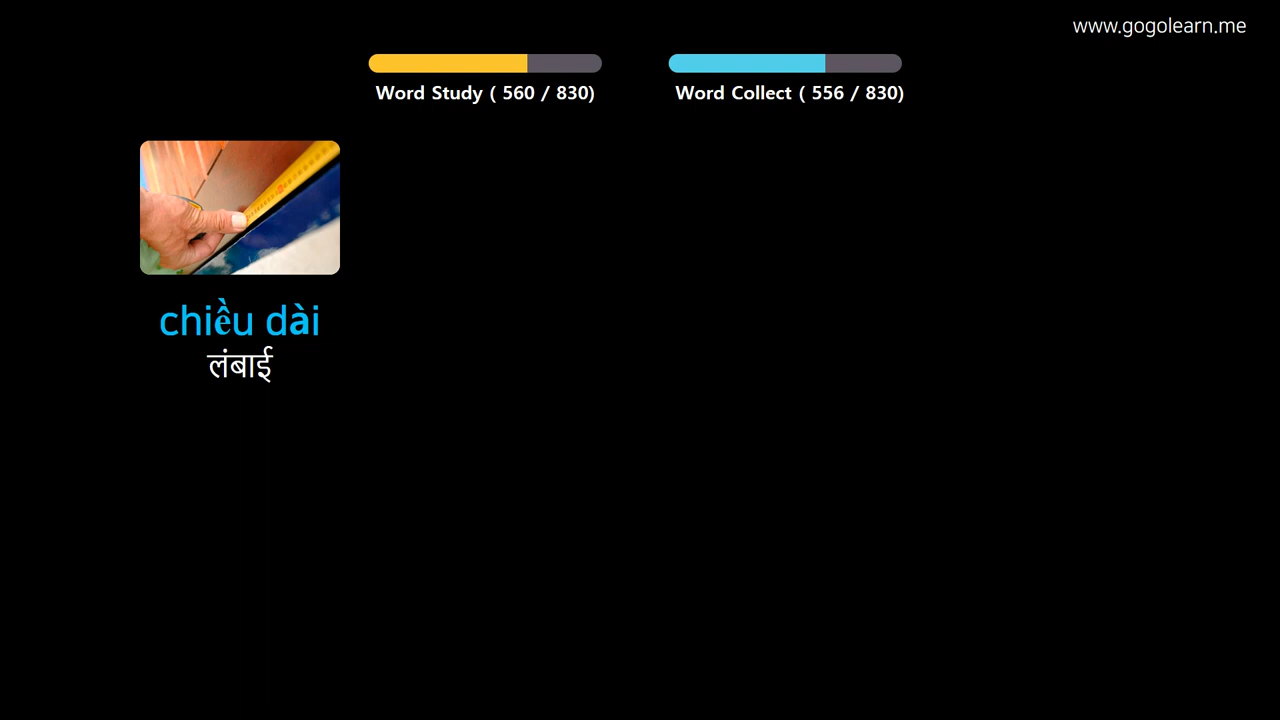 www.gogolearn.me
Word Study ( 560 / 830)
Word Collect ( 556 / 830)
chiều dài
लंबाई